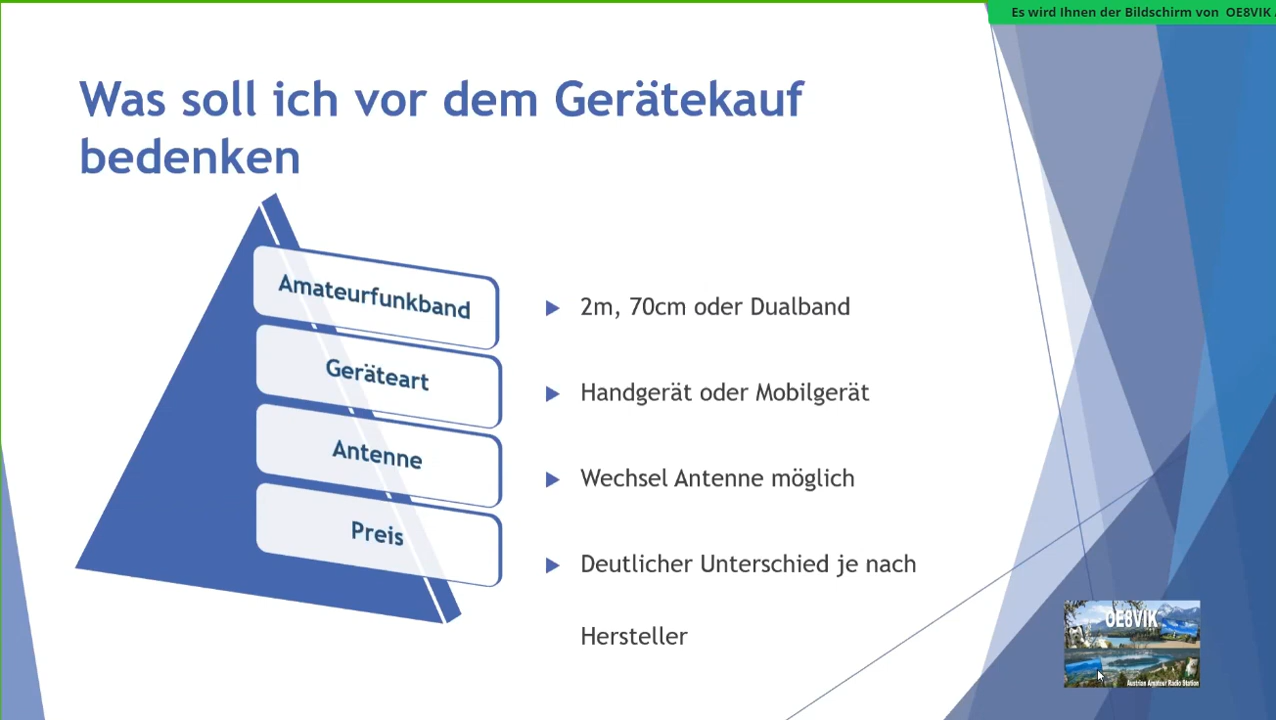 Es wird Ihnen der Bildschirm von OE8VIK
Was soll ich vor dem Gerätekauf
bedenken
Amateurfunkband
Geräteart
Antenne
Preis
2m, 70cm oder Dualband
Handgerät oder Mobilgerät
Wechsel Antenne möglich
Deutlicher Unterschied je nach
Hersteller
OE8VIK
Austrian Amateur Radio Station